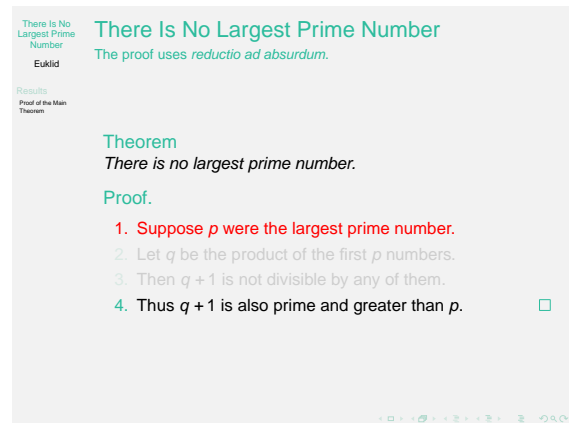 There Is No
Largest Prime
Number
Euklid
Results
Proof of the Main
Theorem
There Is No Largest Prime Number
The proof uses reductio ad absurdum.
Theorem
There is no largest prime number.
Proof.
1. Suppose p were the largest prime number.
2. Let q be the product of the first p numbers.
3. Then q + 1 is not divisible by any of them.
4. Thus q + 1 is also prime and greater than p. □